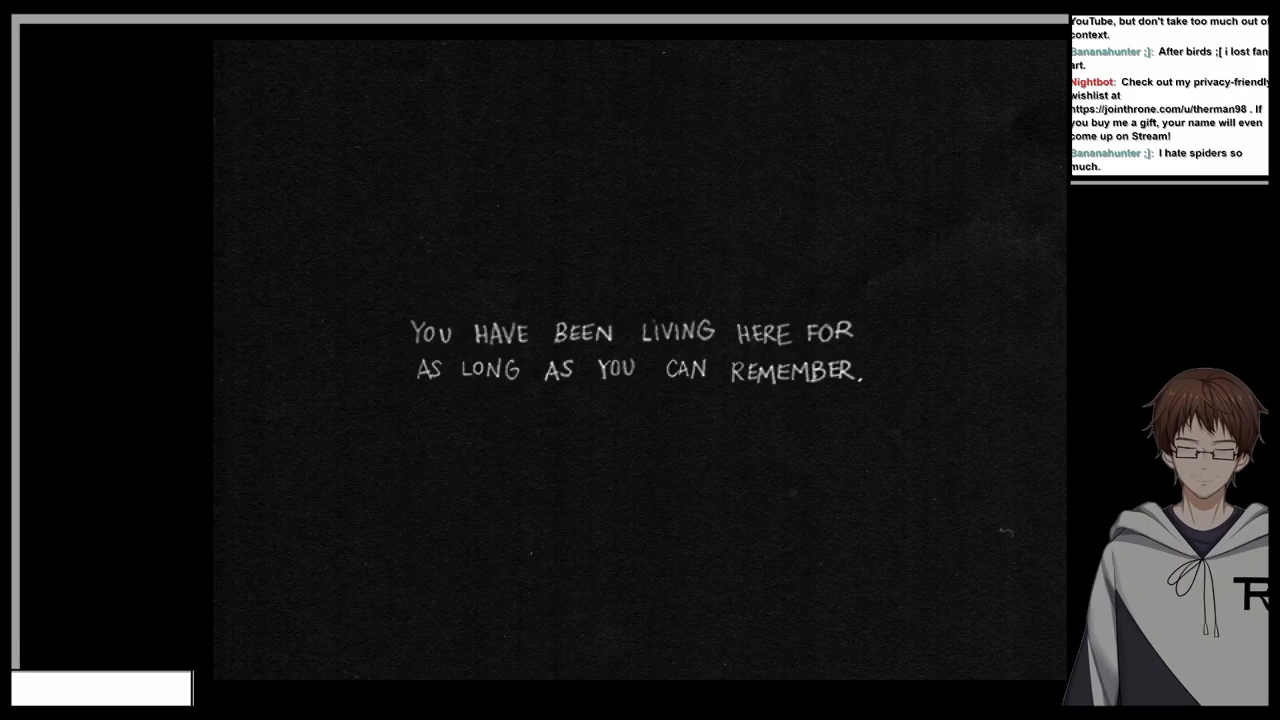 YOU HAVE BEEN LIVING HERE FOR
AS LONG AS YOU CAN REMEMBER.
YouTube, but don't take too much out of
context.
Bananahunter ;]: After birds ;[ i lost fan
art.
Nightbot: Check out my privacy-friendly
wishlist at
https://jointhrone.com/u/therman98 . If
you buy me a gift, your name will even
come up on Stream!
Bananahunter ;]: I hate spiders so
much.